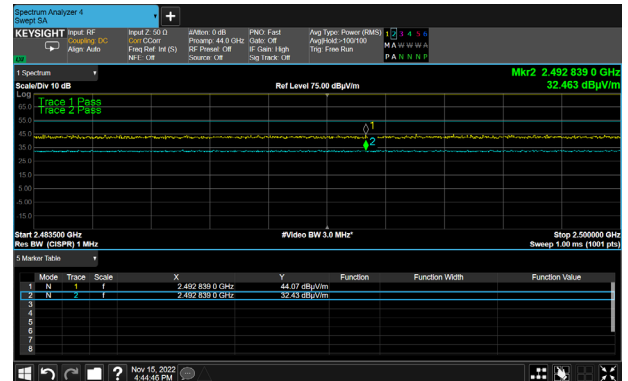 Spectrum Analyzer 4
Swept SA
+
KEYSIGHT Input: RF Input Z: 50 Ω #Atten: 0 dB PNO: Fast Avg Type: Power (RMS) 1 2 3 4 5 6
Coupling: DC Corr CCorr Preamp: 44.0 GHz Gate: Off Avg|Hold:>100/100 M A W W W A
Align: Auto Freq Ref: Int (S) RF Presel: Off IF Gain: High Trig: Free Run
NFE: Off Source: Off Sig Track: Off P A N N N P
LXI
1 Spectrum Mkr2 2.492 839 0 GHz
Scale/Div 10 dB Ref Level 75.00 dBµV/m 32.463 dBµV/m
Log
Trace 1 Pass
65.0
Trace 2 Pass
55.0
1
45.0
2
35.0
25.0
15.0
5.00
-5.00
-15.0
Start 2.483500 GHz #Video BW 3.0 MHz* Stop 2.500000 GHz
Res BW (CISPR) 1 MHz Sweep 1.00 ms (1001 pts)
5 Marker Table
Mode Trace Scale X Y Function Function Width Function Value
1 N 1 f 2.492 839 0 GHz 44.07 dBµV/m
2 N 2 f 2.492 839 0 GHz 32.43 dBµV/m
3
4
5
6
7
8
? Nov 15, 2022
4:44:46 PM